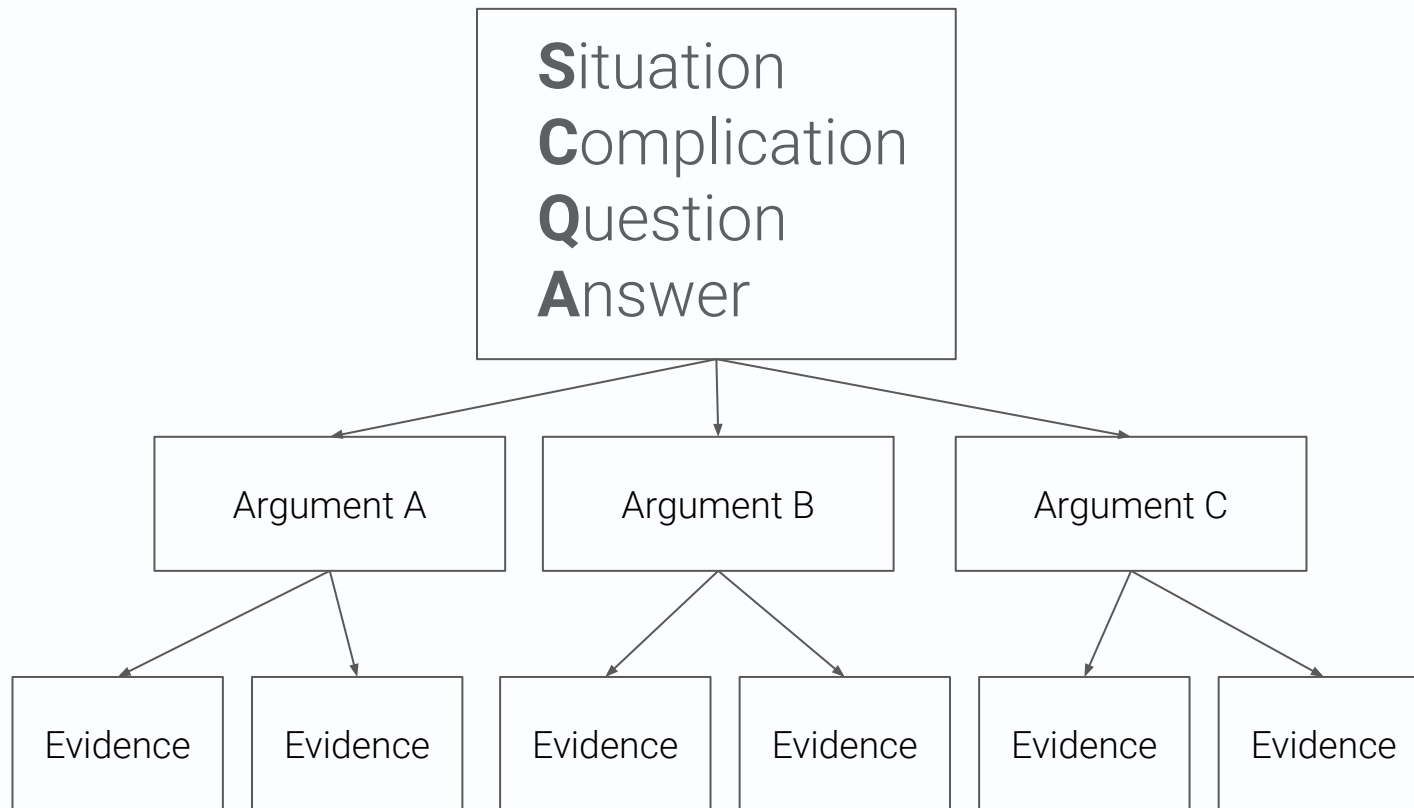 Situation
Complication
Question
Answer
Argument A
Argument B
Argument C
Evidence
Evidence
Evidence
Evidence
Evidence
Evidence